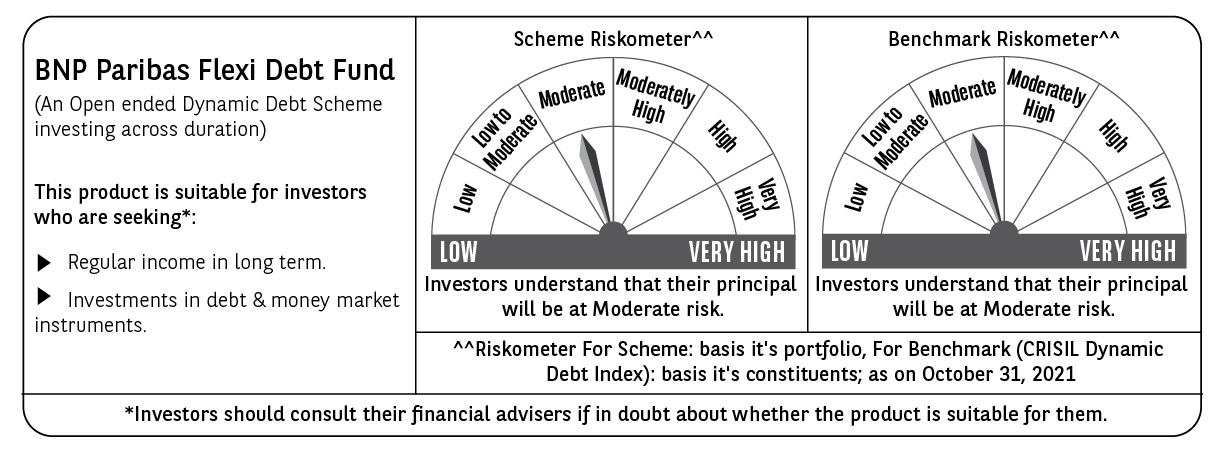 BNP Paribas Flexi Debt Fund
(An Open ended Dynamic Debt Scheme
investing across duration)
This product is suitable for investors
who are seeking*:
Regular income in long term.
Investments in debt & money market
instruments.
Scheme Riskometer^^
Low
Low to
Moderate
Moderate
Moderately
High
High
Very
High
LOW
VERY HIGH
Investors understand that their principal
will be at Moderate risk.
Benchmark Riskometer^^
Low
Low to
Moderate
Moderate
Moderately
High
High
Very
High
LOW
VERY HIGH
Investors understand that their principal
will be at Moderate risk.
^^Riskometer For Scheme: basis it's portfolio, For Benchmark (CRISIL Dynamic
Debt Index): basis it's constituents; as on October 31, 2021
*Investors should consult their financial advisers if in doubt about whether the product is suitable for them.